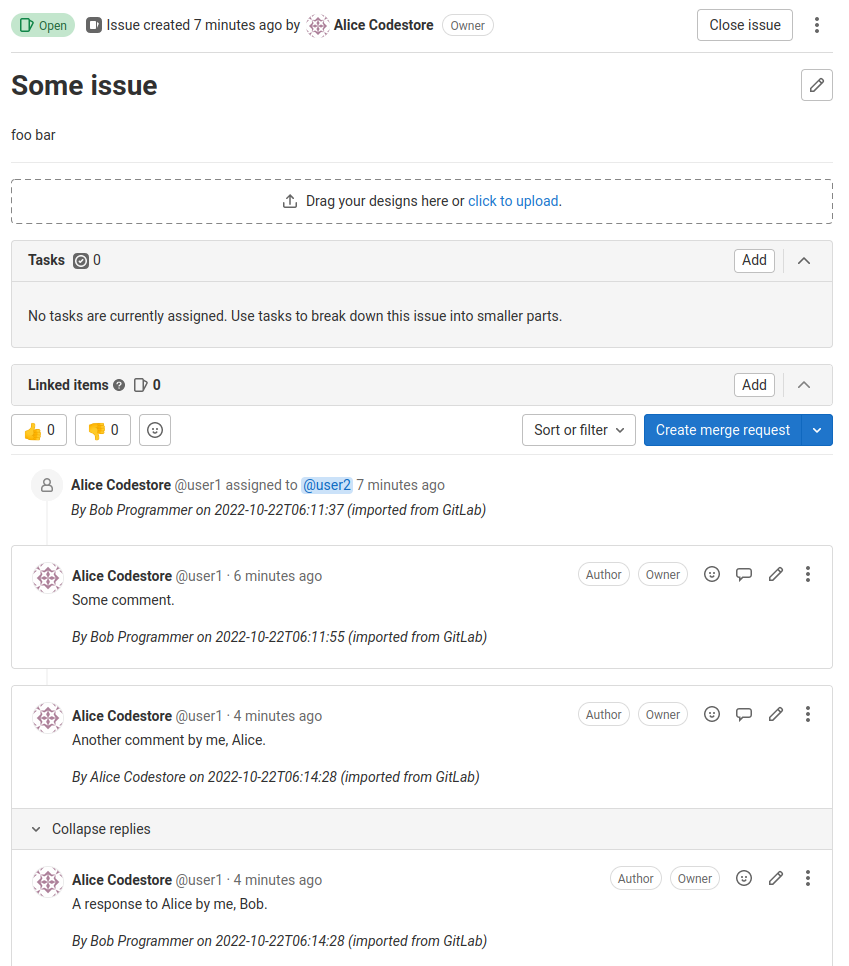 Open Issue created 7 minutes ago by Alice Codestore Owner Close issue
Some issue
foo bar
Drag your designs here or click to upload.
Tasks 0 Add
No tasks are currently assigned. Use tasks to break down this issue into smaller parts.
Linked items 0 Add
👍 0 👎 0 Sort or filter Create merge request
Alice Codestore @user1 assigned to @user2 7 minutes ago
By Bob Programmer on 2022-10-22T06:11:37 (imported from GitLab)
Alice Codestore @user1 · 6 minutes ago Author Owner
Some comment.
By Bob Programmer on 2022-10-22T06:11:55 (imported from GitLab)
Alice Codestore @user1 · 4 minutes ago Author Owner
Another comment by me, Alice.
By Alice Codestore on 2022-10-22T06:14:28 (imported from GitLab)
Collapse replies
Alice Codestore @user1 · 4 minutes ago Author Owner
A response to Alice by me, Bob.
By Bob Programmer on 2022-10-22T06:14:28 (imported from GitLab)